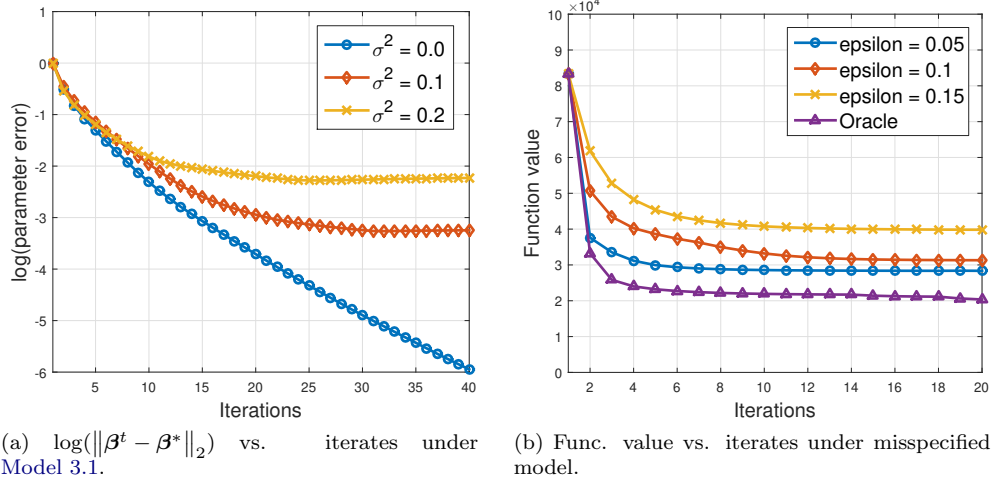 1
0
-1
-2
-3
-4
-5
-6
5
10
15
20
25
30
35
40
log(parameter error)
Iterations
σ² = 0.0
σ² = 0.1
σ² = 0.2
(a) log(‖β^t − β^*‖_2) vs. iterates under
Model 3.1.
×10^4
10
9
8
7
6
5
4
3
2
1
0
2
4
6
8
10
12
14
16
18
20
Function value
Iterations
epsilon = 0.05
epsilon = 0.1
epsilon = 0.15
Oracle
(b) Func. value vs. iterates under misspecified
model.